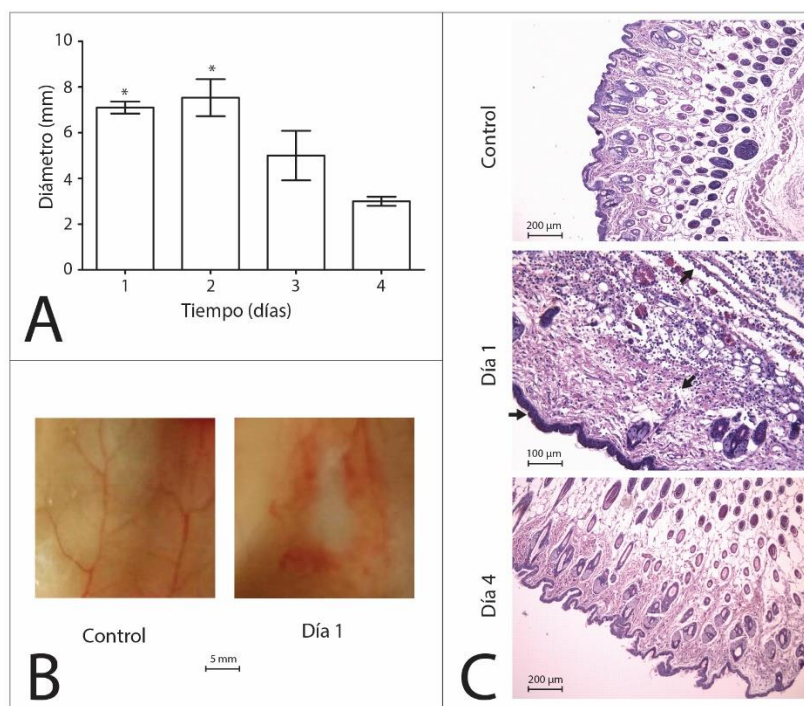 10
8
6
4
2
0
Diámetro (mm)
*
*
1 2 3 4
Tiempo (días)
A
Control
Día 1
5 mm
B
Control
200 µm
Día 1
100 µm
Día 4
200 µm
C